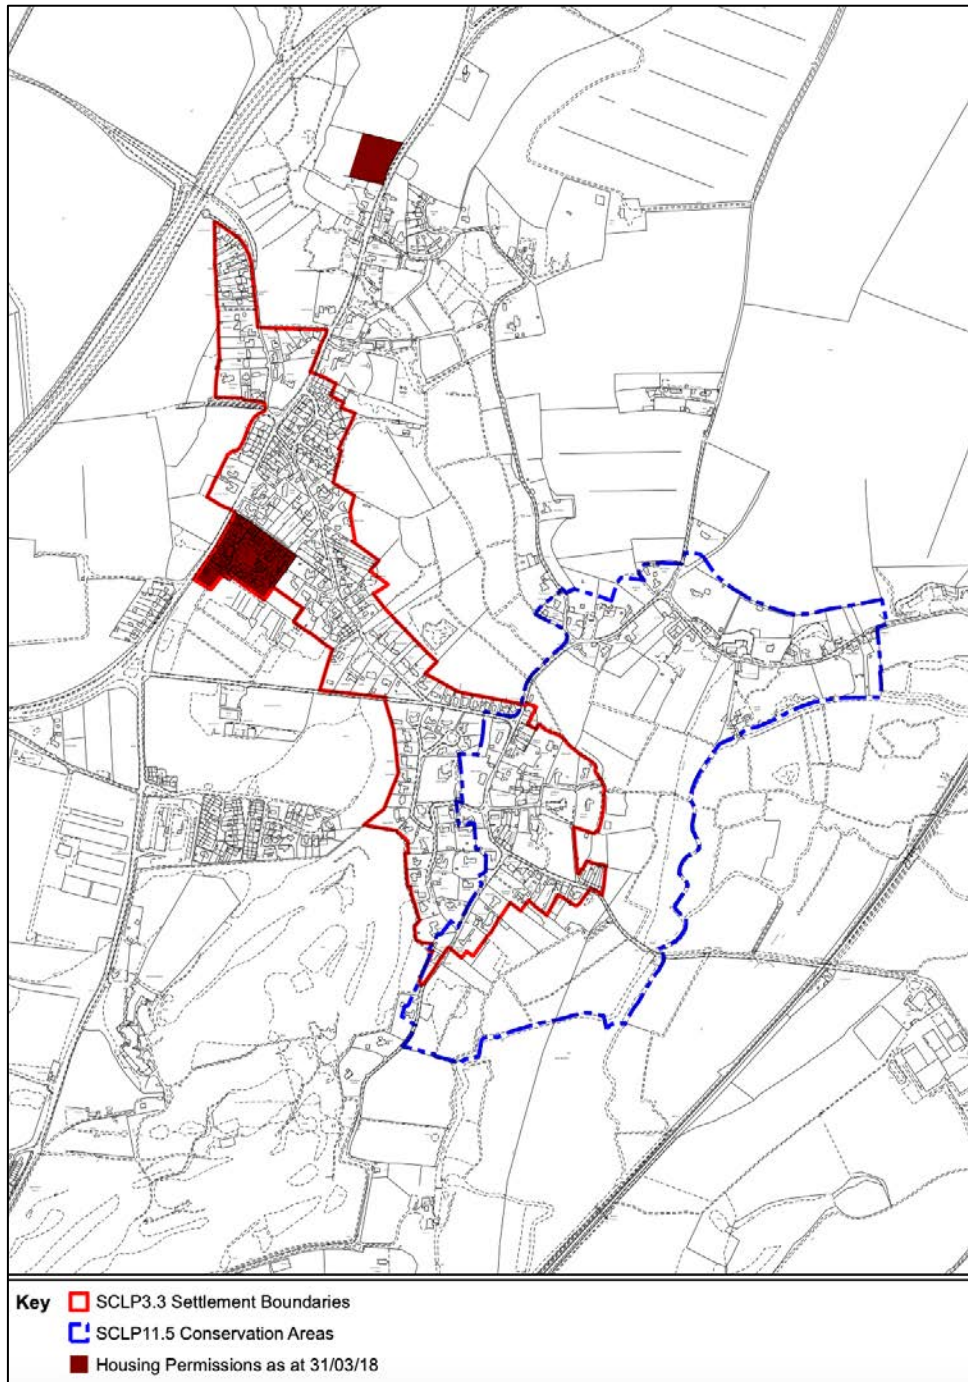 Key
SCLP3.3 Settlement Boundaries
SCLP11.5 Conservation Areas
Housing Permissions as at 31/03/18